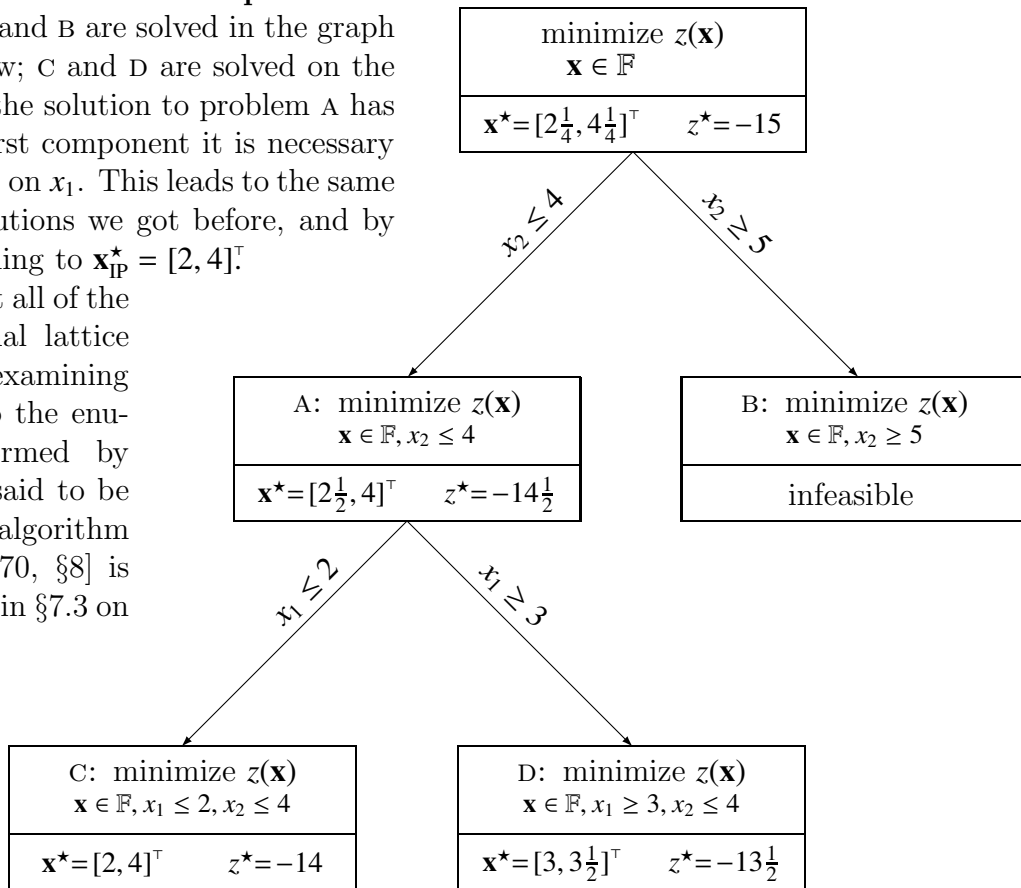 and B are solved in the graph
w; C and D are solved on the
he solution to problem A has
rst component it is necessary
on x₁. This leads to the same
utions we got before, and by
ning to x★IP = [2, 4]⊤.
t all of the
al lattice
examining
o the enu-
rmed by
said to be
algorithm
70, §8] is
in §7.3 on
minimize z(x)
x ∈ 𝔽
x★=[2¼, 4¼]⊤ z★=−15
x₂ ≤ 4
x₂ ≥ 5
A: minimize z(x)
x ∈ 𝔽, x₂ ≤ 4
x★=[2½, 4]⊤ z★=−14½
B: minimize z(x)
x ∈ 𝔽, x₂ ≥ 5
infeasible
x₁ ≤ 2
x₁ ≥ 3
C: minimize z(x)
x ∈ 𝔽, x₁ ≤ 2, x₂ ≤ 4
x★=[2, 4]⊤ z★=−14
D: minimize z(x)
x ∈ 𝔽, x₁ ≥ 3, x₂ ≤ 4
x★=[3, 3½]⊤ z★=−13½